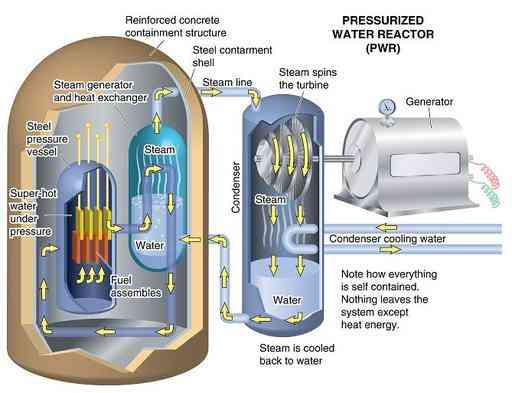 Reinforced concrete
containment structure
PRESSURIZED
WATER REACTOR
(PWR)
Steel contarment
shell
Steam generator
and heat exchanger
Steam line
Steam spins
the turbine
Generator
Steel
pressure
vessel
Steam
Super-hot
water
under
pressure
Condenser
Steam
Water
Condenser cooling water
Fuel
assembles
Water
Note how everything
is self contained.
Nothing leaves the
system except
heat energy.
Steam is cooled
back to water